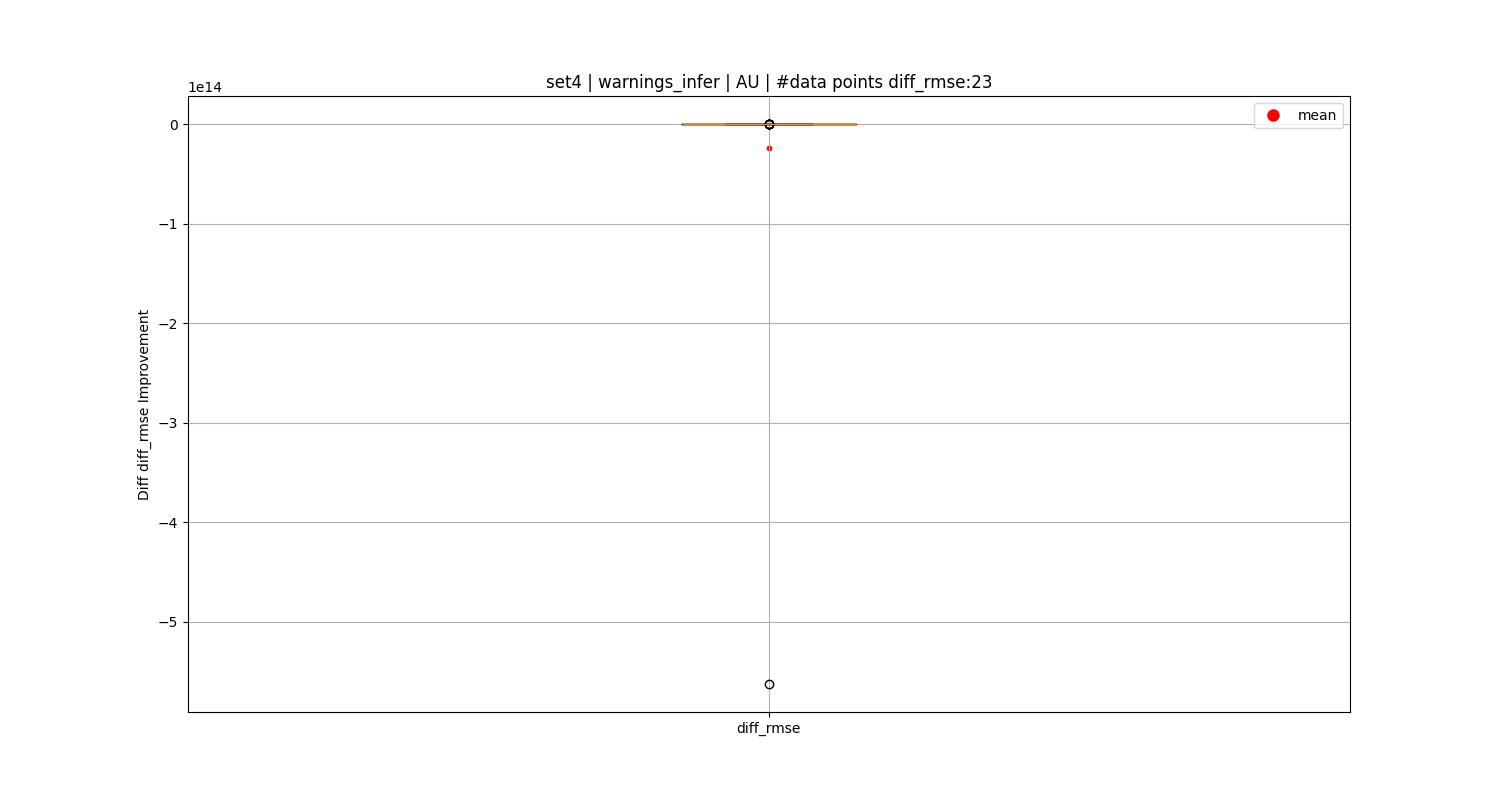 set4 | warnings_infer | AU | #data points diff_rmse:23
1e14
mean
0
−1
−2
−3
−4
−5
Diff diff_rmse Improvement
diff_rmse